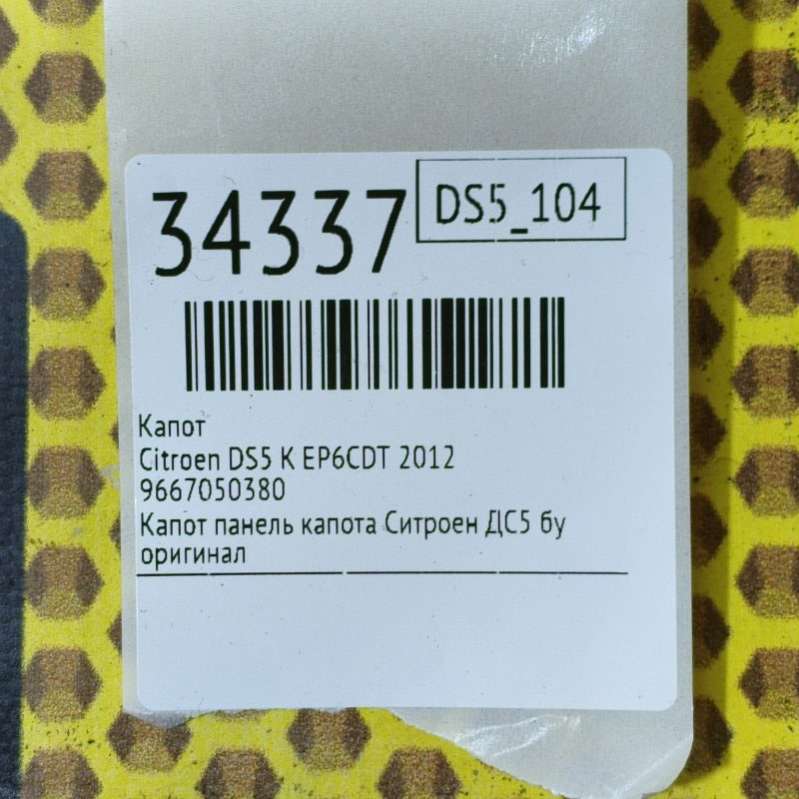 34337
DS5_104
Капот
Citroen DS5 K EP6CDT 2012
9667050380
Капот панель капота Ситроен ДС5 бу
оригинал